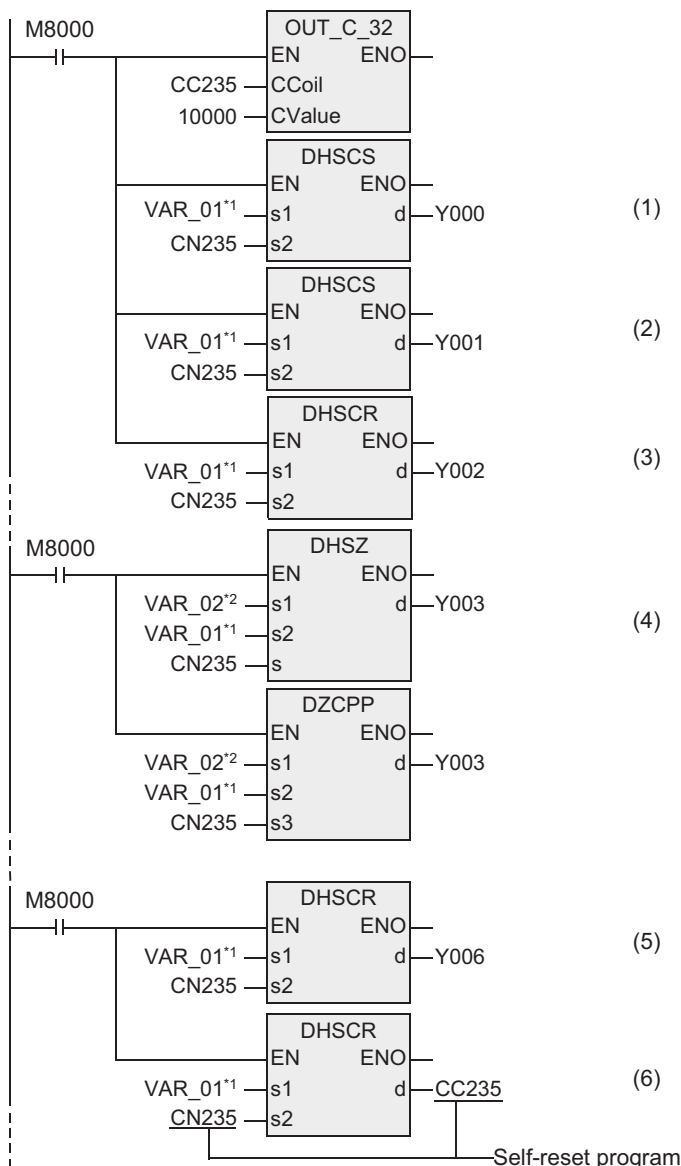 M8000
OUT_C_32
EN ENO
CC235 CCoil
10000 CValue
DHSCS
EN ENO
VAR_01*1 s1 d Y000 (1)
CN235 s2
DHSCS
EN ENO
VAR_01*1 s1 d Y001 (2)
CN235 s2
DHSCR
EN ENO
VAR_01*1 s1 d Y002 (3)
CN235 s2
M8000
DHSZ
EN ENO
VAR_02*2 s1 d Y003 (4)
VAR_01*1 s2
CN235 s
DZCPP
EN ENO
VAR_02*2 s1 d Y003
VAR_01*1 s2
CN235 s3
M8000
DHSCR
EN ENO
VAR_01*1 s1 d Y006 (5)
CN235 s2
DHSCR
EN ENO
VAR_01*1 s1 d CC235 (6)
CN235 s2
Self-reset program